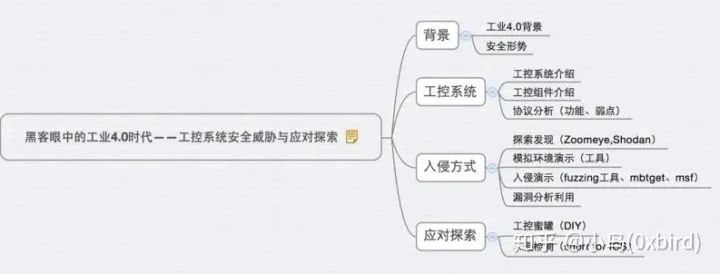 黑客眼中的工业4.0时代——工控系统安全威胁与应对探索
背景
工业4.0背景
安全形势
工控系统
工控系统介绍
工控组件介绍
协议分析（功能、弱点）
入侵方式
探索发现（Zoomeye,Shodan）
模拟环境演示（工具）
入侵演示（fuzzing工具、mbtget、msf）
漏洞分析利用
应对探索
工控蜜罐（DIY）
知乎 @小鸟(0xbird)